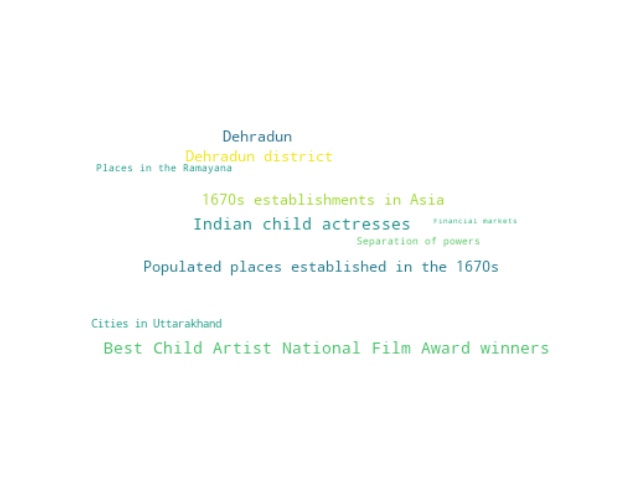 Dehradun
Dehradun district
Places in the Ramayana
1670s establishments in Asia
Indian child actresses
Financial markets
Separation of powers
Populated places established in the 1670s
Cities in Uttarakhand
Best Child Artist National Film Award winners